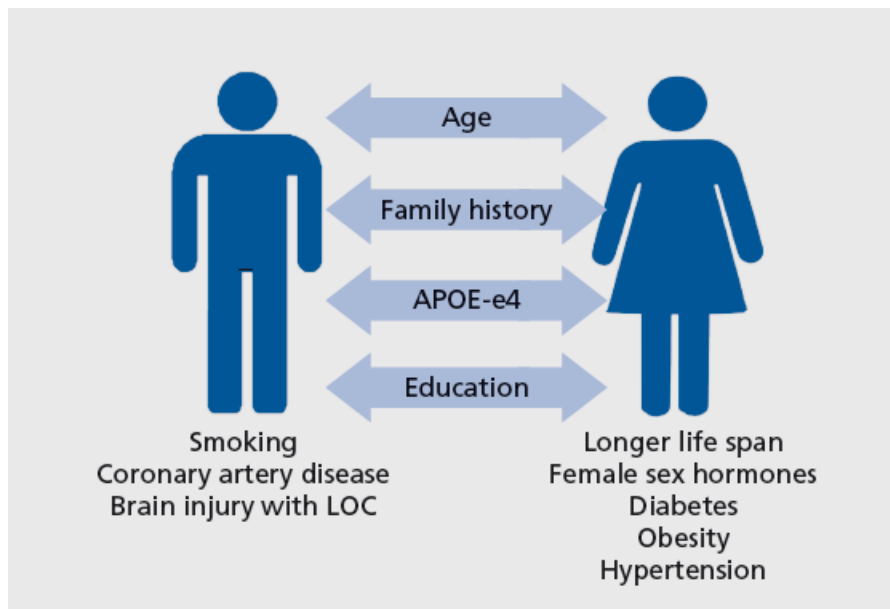 Age
Family history
APOE-e4
Education
Smoking
Coronary artery disease
Brain injury with LOC
Longer life span
Female sex hormones
Diabetes
Obesity
Hypertension